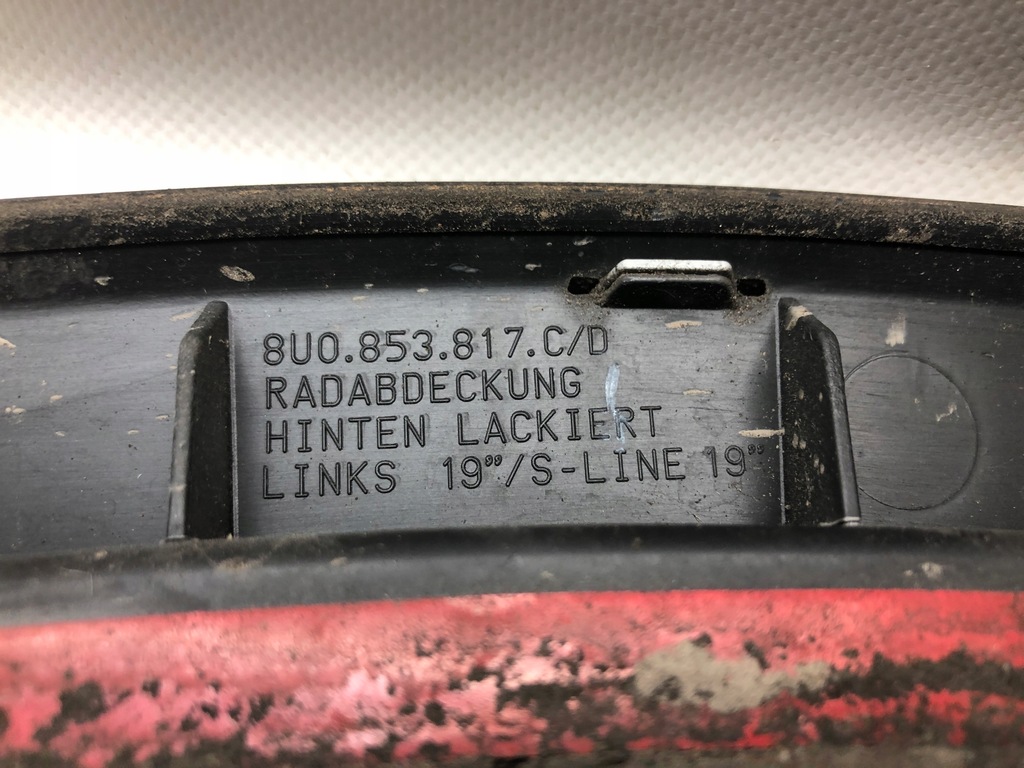 8U0.853.817.C/D
RADABDECKUNG
HINTEN LACKIERT
LINKS 19”/S-LINE 19”